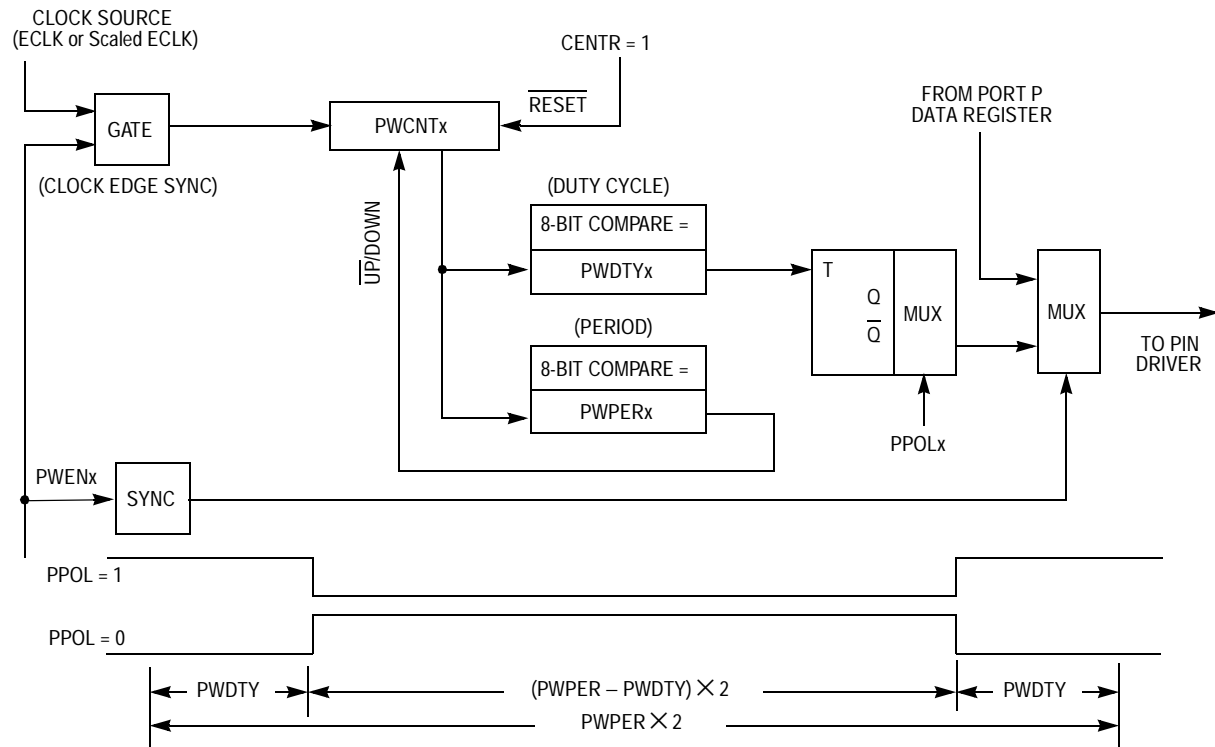 CLOCK SOURCE
(ECLK or Scaled ECLK)
CENTR = 1
RESET
FROM PORT P
DATA REGISTER
GATE
PWCNTx
(CLOCK EDGE SYNC)
UP/DOWN
(DUTY CYCLE)
8-BIT COMPARE =
PWDTYx
T
Q
Q
MUX
MUX
TO PIN
DRIVER
(PERIOD)
8-BIT COMPARE =
PWPERx
PPOLx
PWENx
SYNC
PPOL = 1
PPOL = 0
PWDTY
(PWPER – PWDTY) × 2
PWDTY
PWPER × 2